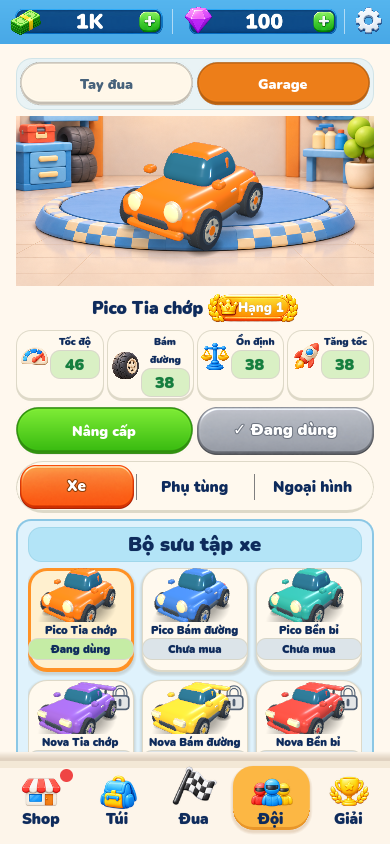 1K
100
Tay đua
Garage
Pico Tia chớp
Hạng 1
Tốc độ
46
Bám đường
38
Ổn định
38
Tăng tốc
38
Nâng cấp
✓ Đang dùng
Xe
Phụ tùng
Ngoại hình
Bộ sưu tập xe
Pico Tia chớp
Đang dùng
Pico Bám đường
Chưa mua
Pico Bền bỉ
Chưa mua
Nova Tia chớp
Nova Bám đường
Nova Bền bỉ
Shop
Túi
Đua
Đội
Giải